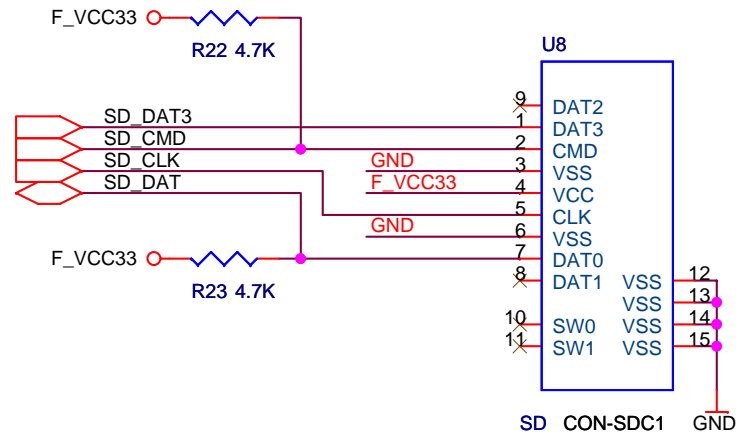 F_VCC33
R22 4.7K
U8
SD_DAT3
SD_CMD
SD_CLK
SD_DAT
GND
F_VCC33
GND
9 DAT2
1 DAT3
2 CMD
3 VSS
4 VCC
5 CLK
6 VSS
7 DAT0
8 DAT1
10 SW0
11 SW1
VSS 12
VSS 13
VSS 14
VSS 15
F_VCC33
R23 4.7K
SD CON-SDC1
GND